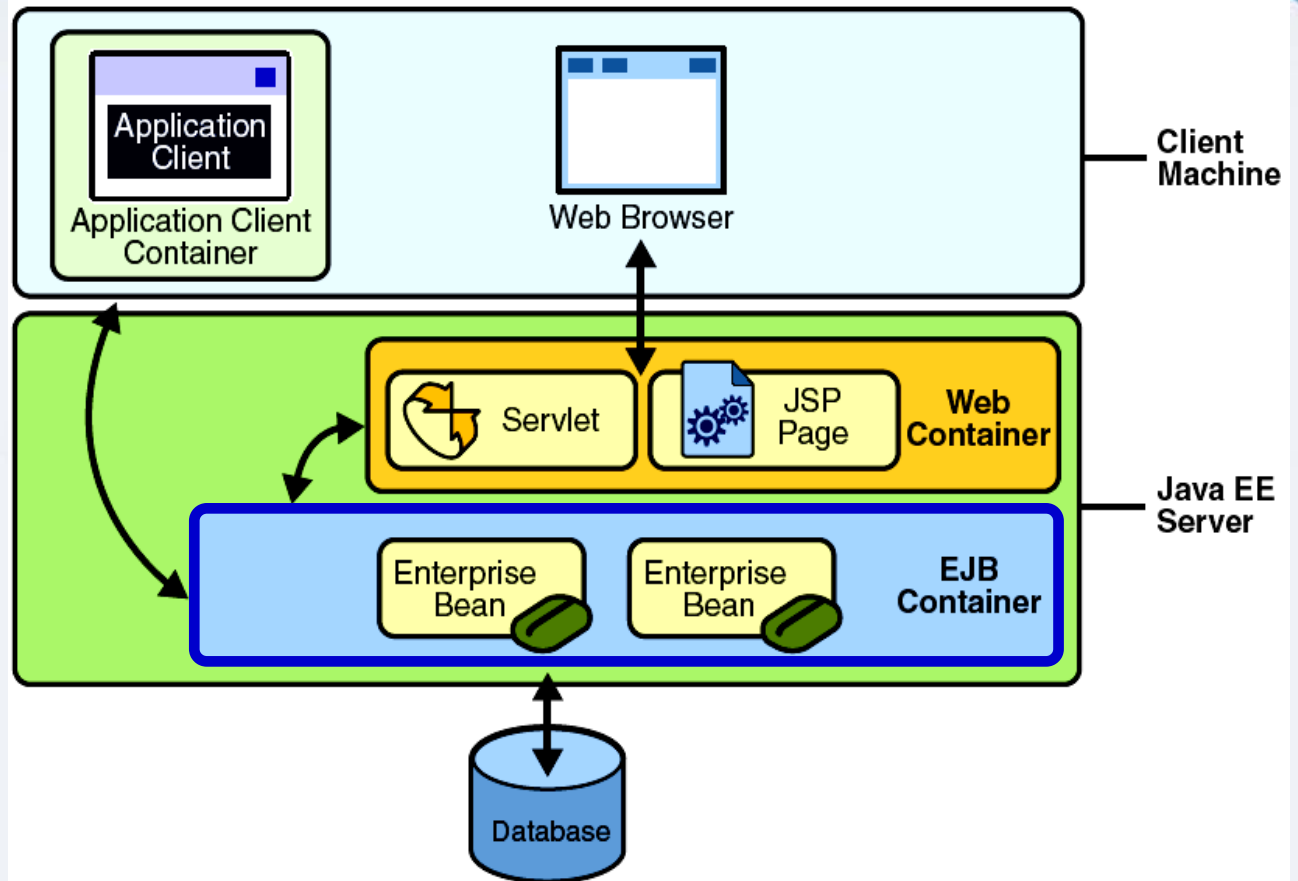 Application
Client
Application Client
Container
Web Browser
Client
Machine
Servlet
JSP
Page
Web
Container
Java EE
Server
Enterprise
Bean
Enterprise
Bean
EJB
Container
Database